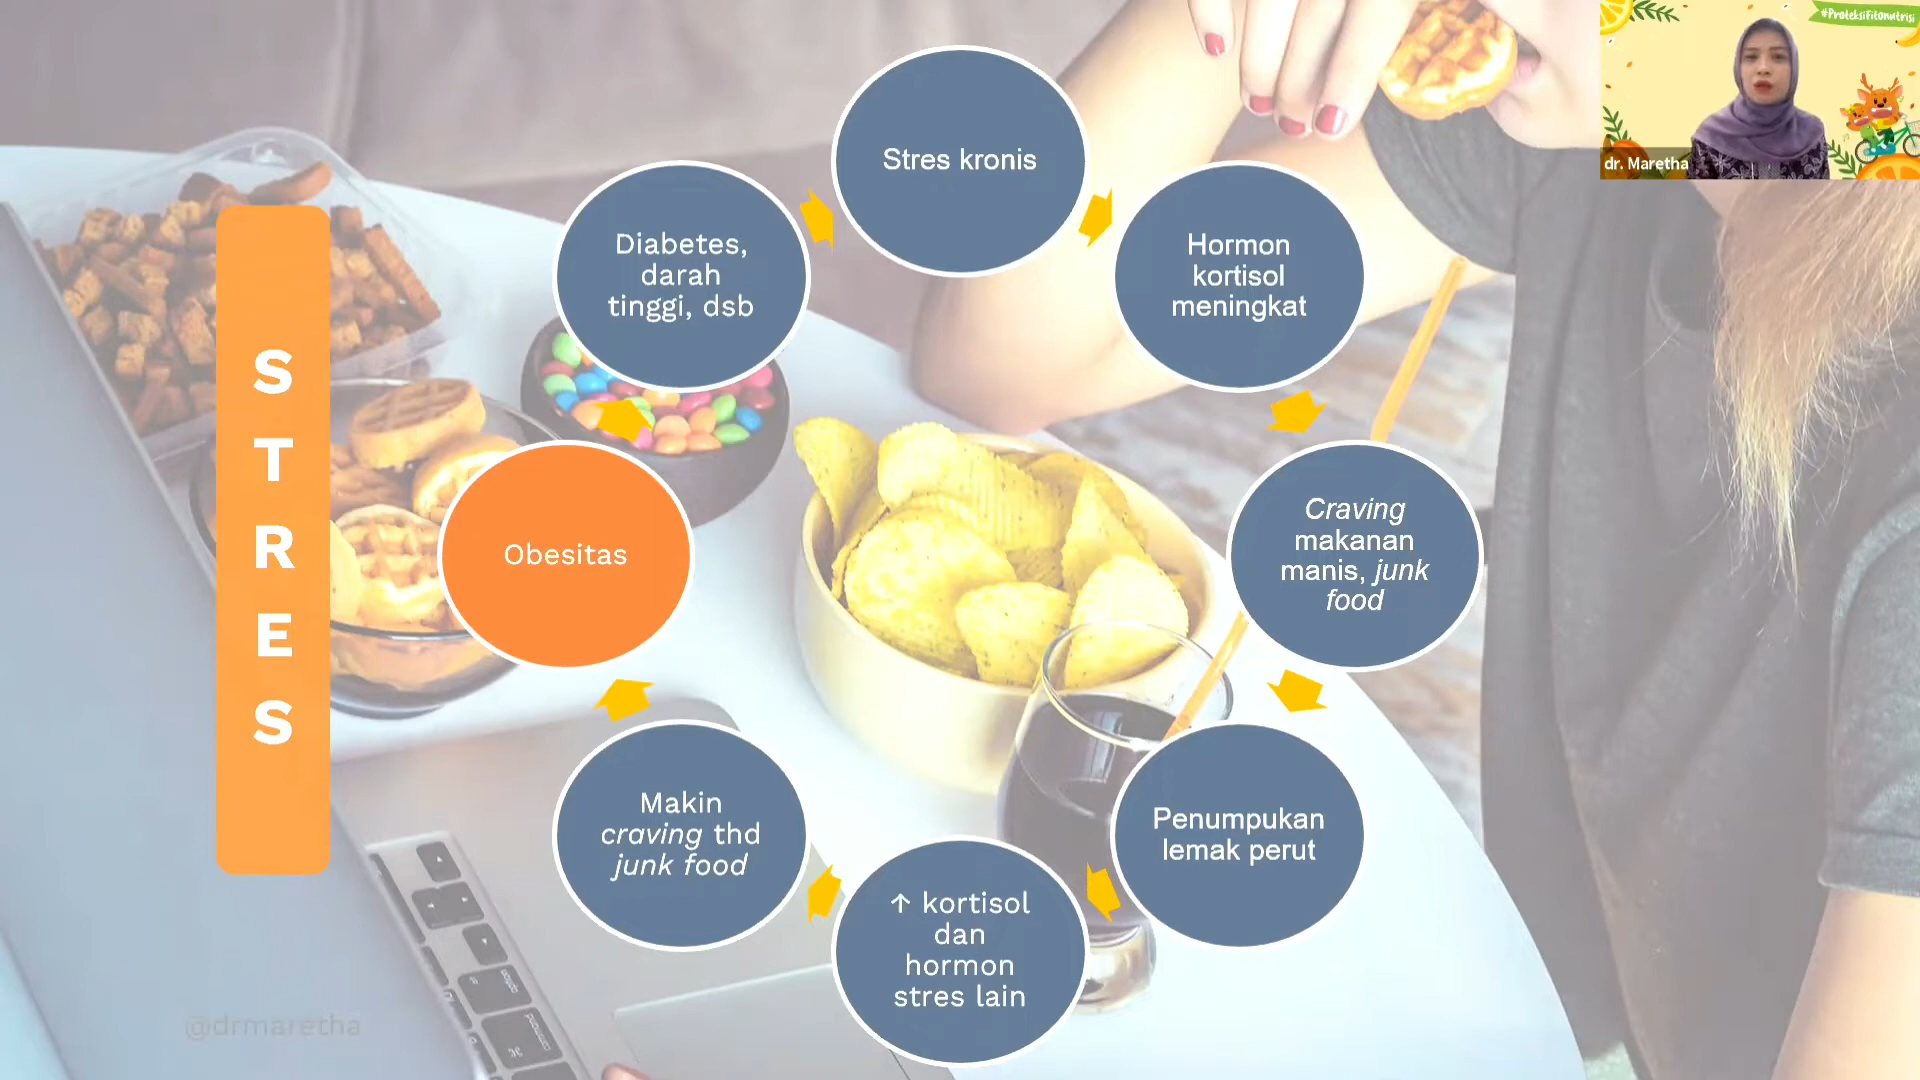 #ProteksiFitonutrisi
dr. Maretha
S
T
R
E
S
Stres kronis
Hormon
kortisol
meningkat
Craving
makanan
manis, junk
food
Penumpukan
lemak perut
↑ kortisol
dan
hormon
stres lain
Makin
craving thd
junk food
Obesitas
Diabetes,
darah
tinggi, dsb
@drmaretha